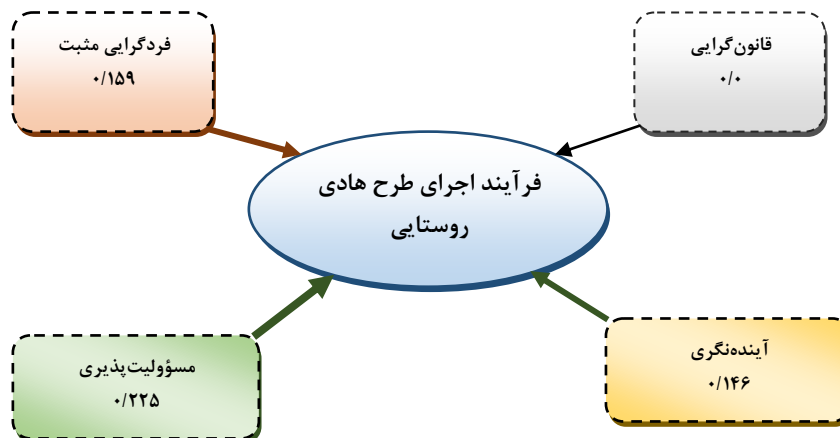 قانون‌گرایی
۰/۰
فردگرایی مثبت
۰/۱۵۹
فرآیند اجرای طرح هادی
روستایی
آینده‌نگری
۰/۱۴۶
مسؤولیت‌پذیری
۰/۲۲۵